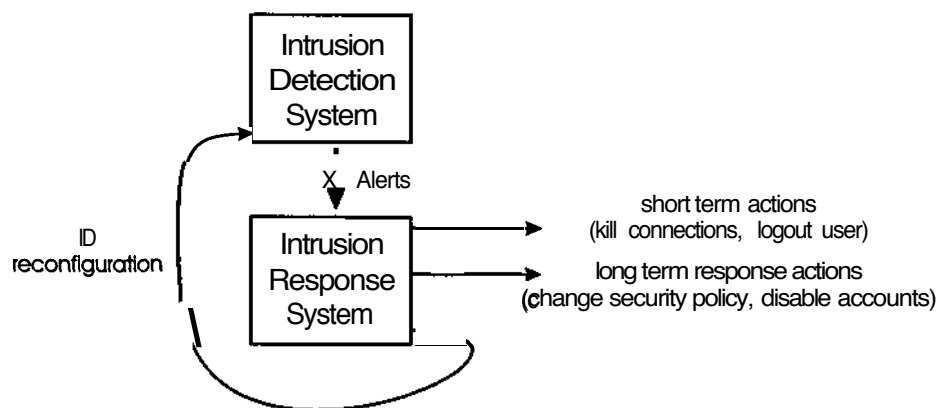 Intrusion
Detection
System
X Alerts
Intrusion
Response
System
short term actions
(kill connections, logout user)
long term response actions
(change security policy, disable accounts)
ID
reconfiguration